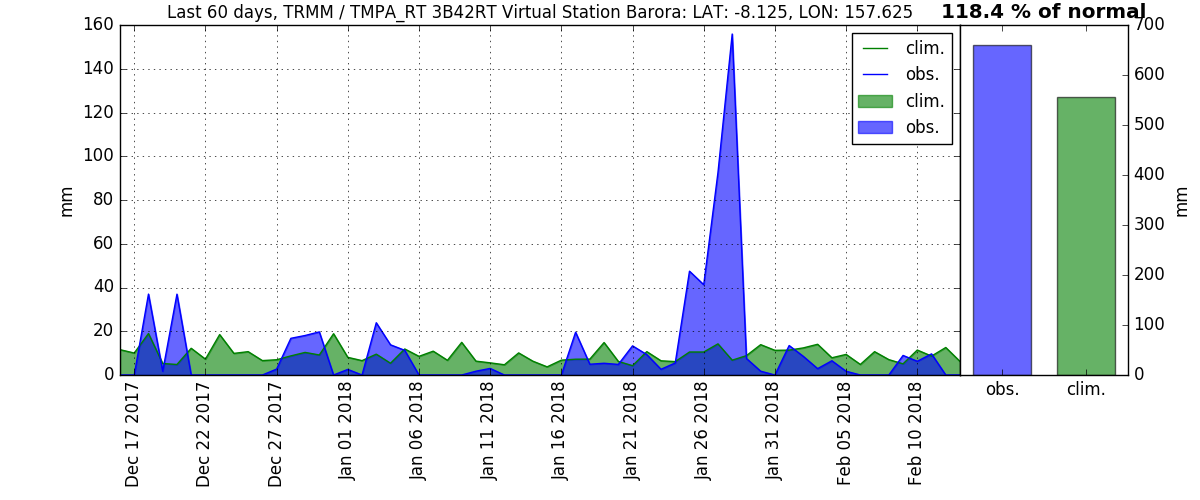 Last 60 days, TRMM / TMPA_RT 3B42RT Virtual Station Barora: LAT: -8.125, LON: 157.625
118.4 % of normal
160
140
120
100
80
60
40
20
0
mm
clim.
obs.
clim.
obs.
Dec 17 2017
Dec 22 2017
Dec 27 2017
Jan 01 2018
Jan 06 2018
Jan 11 2018
Jan 16 2018
Jan 21 2018
Jan 26 2018
Jan 31 2018
Feb 05 2018
Feb 10 2018
700
600
500
400
300
200
100
0
mm
obs.
clim.